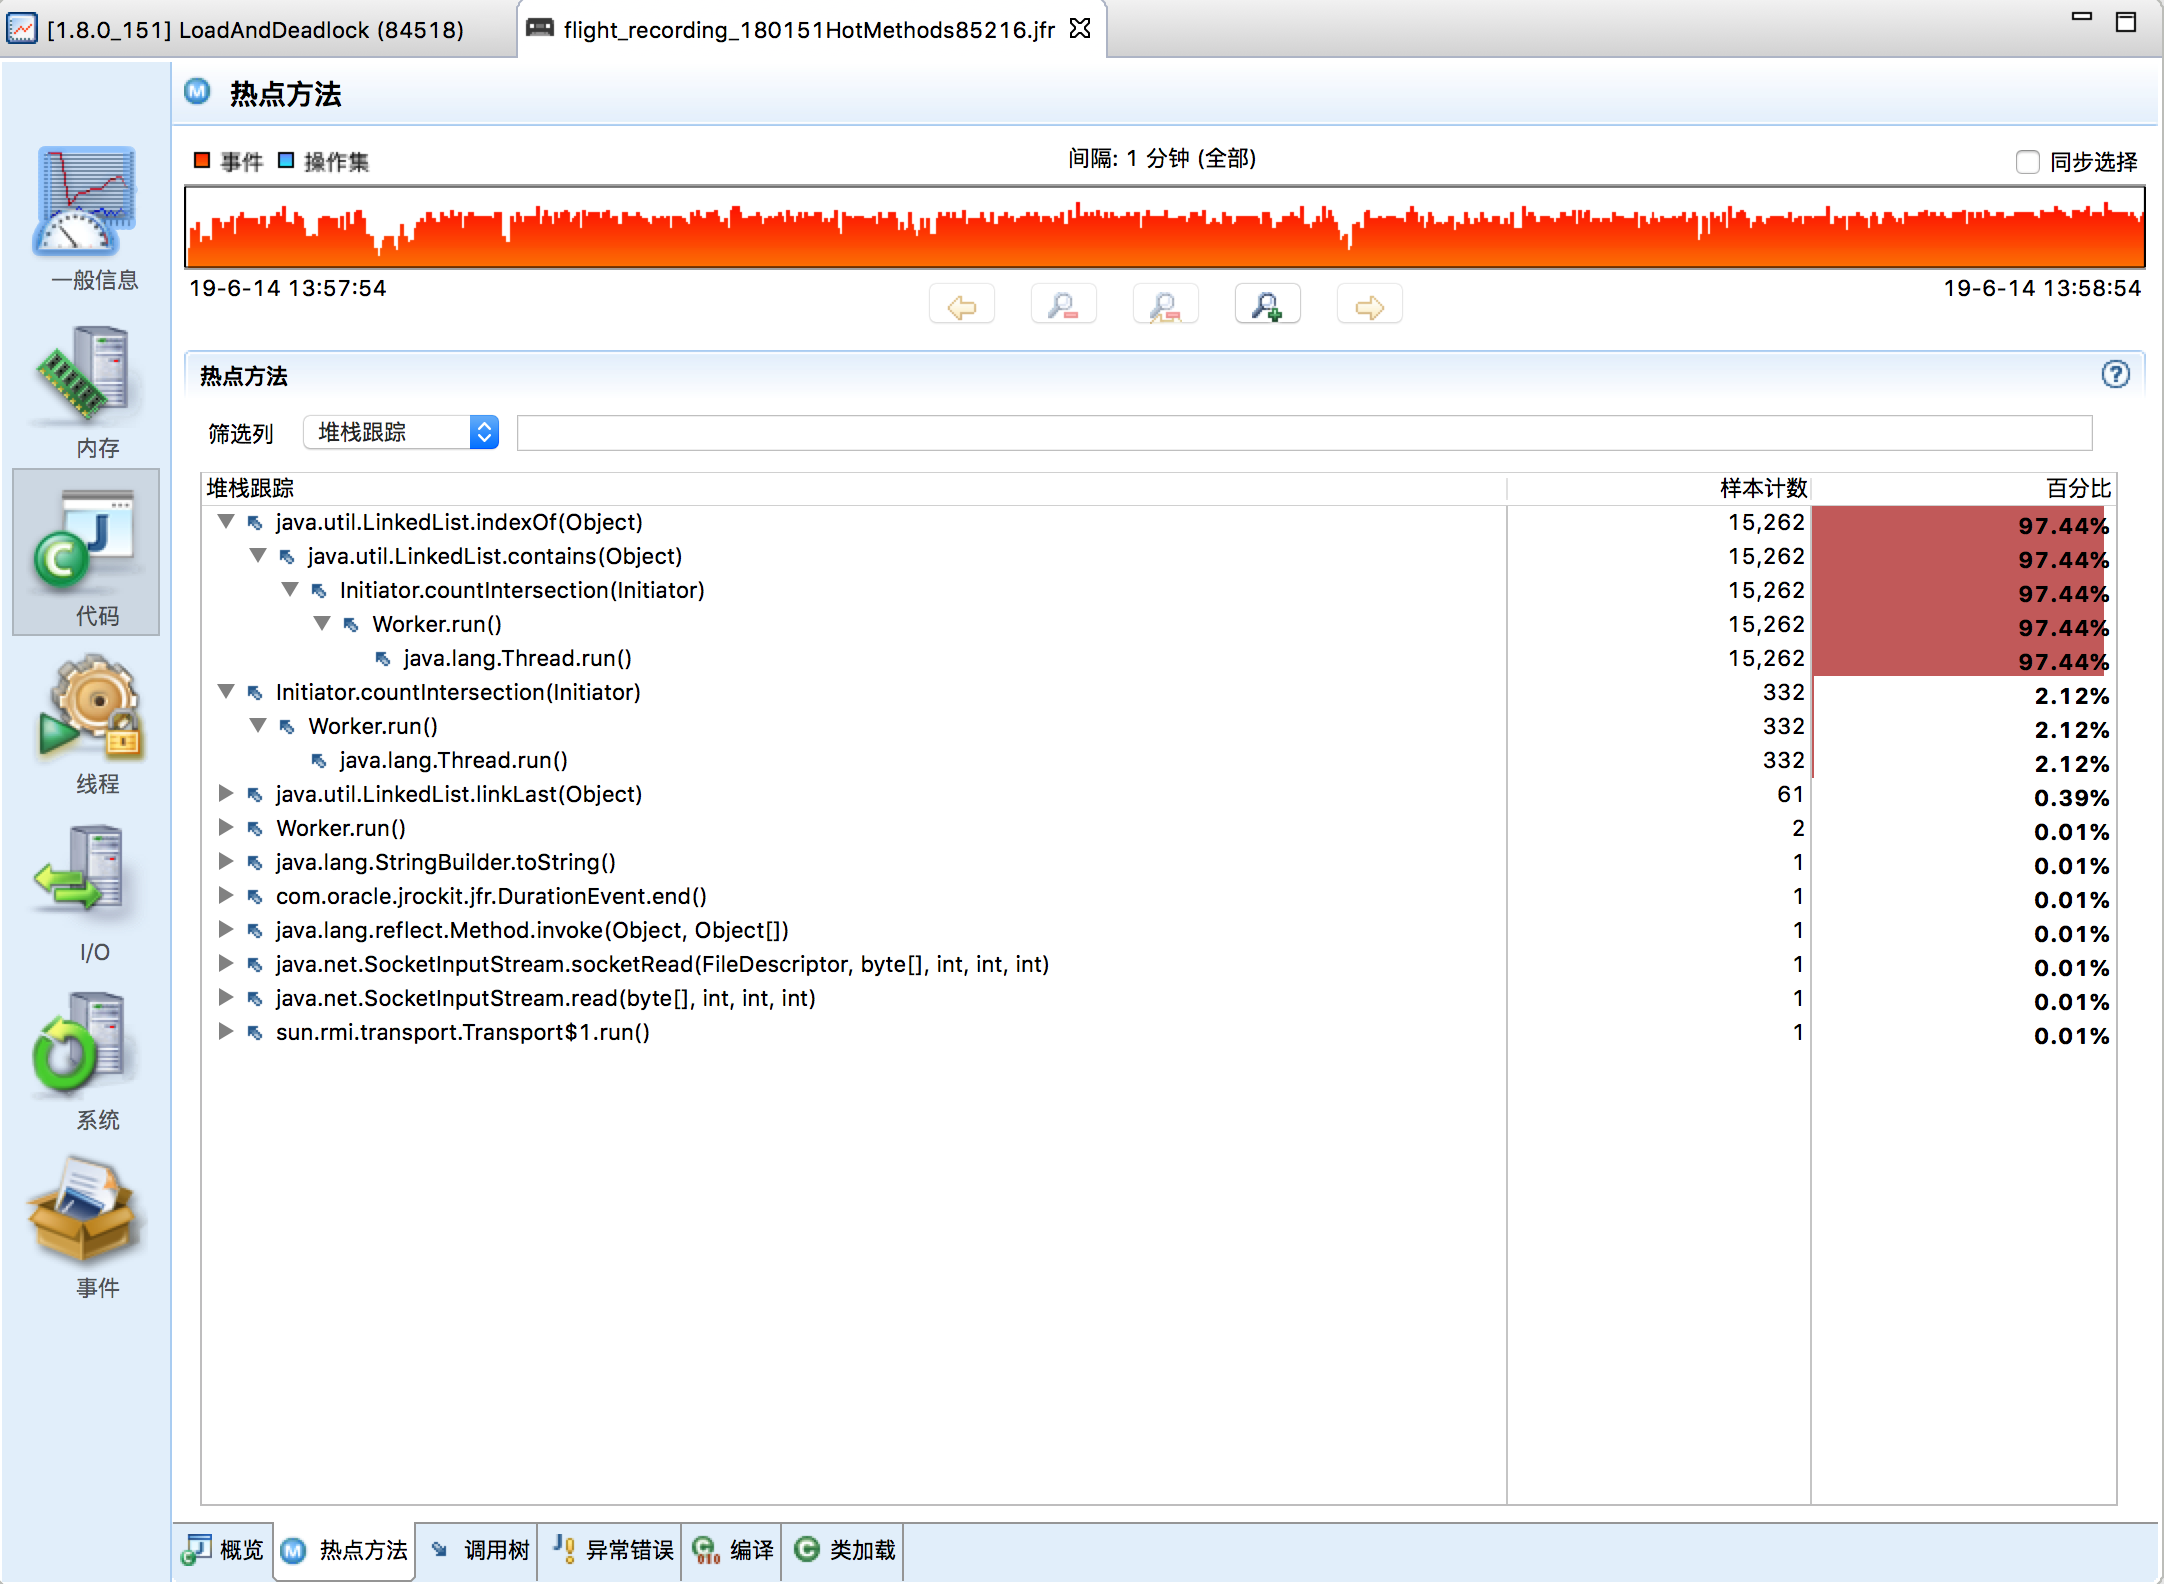 [1.8.0_151] LoadAndDeadlock (84518) flight_recording_180151HotMethods85216.jfr
热点方法
事件 操作集 间隔: 1 分钟 (全部) 同步选择
19-6-14 13:57:54 19-6-14 13:58:54
一般信息
内存
代码
线程
I/O
系统
事件
热点方法
筛选列 堆栈跟踪
堆栈跟踪 样本计数 百分比
java.util.LinkedList.indexOf(Object) 15,262 97.44%
java.util.LinkedList.contains(Object) 15,262 97.44%
Initiator.countIntersection(Initiator) 15,262 97.44%
Worker.run() 15,262 97.44%
java.lang.Thread.run() 15,262 97.44%
Initiator.countIntersection(Initiator) 332 2.12%
Worker.run() 332 2.12%
java.lang.Thread.run() 332 2.12%
java.util.LinkedList.linkLast(Object) 61 0.39%
Worker.run() 2 0.01%
java.lang.StringBuilder.toString() 1 0.01%
com.oracle.jrockit.jfr.DurationEvent.end() 1 0.01%
java.lang.reflect.Method.invoke(Object, Object[]) 1 0.01%
java.net.SocketInputStream.socketRead(FileDescriptor, byte[], int, int, int) 1 0.01%
java.net.SocketInputStream.read(byte[], int, int, int) 1 0.01%
sun.rmi.transport.Transport$1.run() 1 0.01%
概览 热点方法 调用树 异常错误 编译 类加载